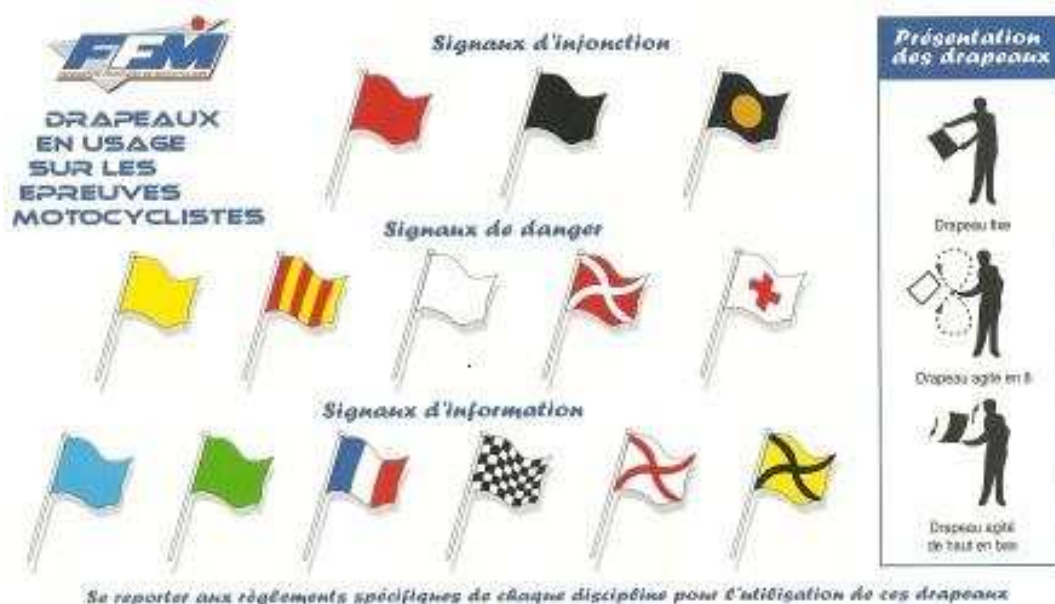 FFM
DRAPEAUX
EN USAGE
SUR LES
EPREUVES
MOTOCYCLISTES
Signaux d'injonction
Signaux de danger
Signaux d'information
Présentation
des drapeaux
Drapeau fixe
Drapeau agité en 8
Drapeau agité
de haut en bas
Se reporter aux règlements spécifiques de chaque discipline pour l'utilisation de ces drapeaux